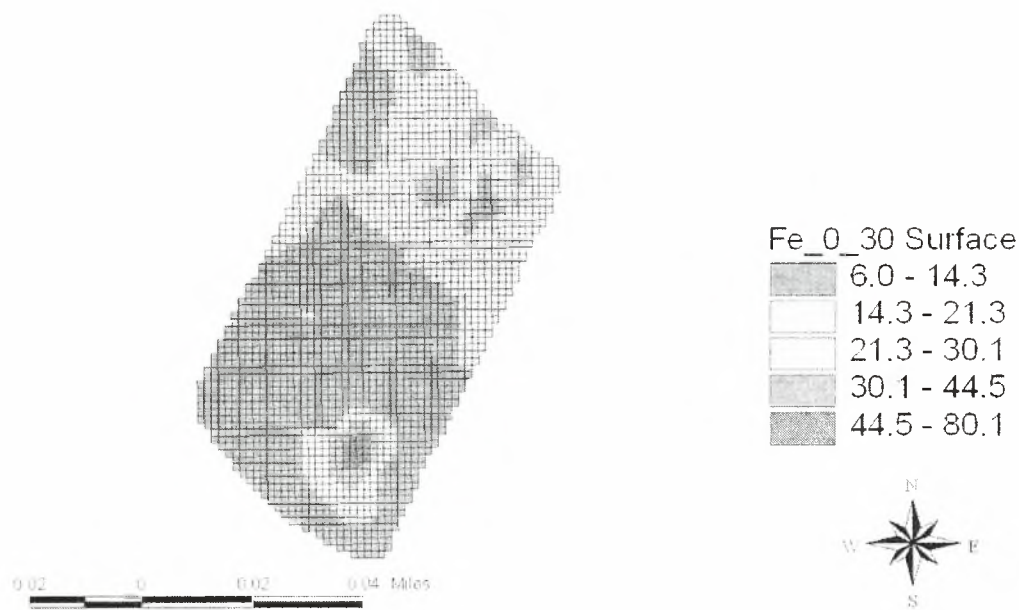 Fe_0_30 Surface
6.0 - 14.3
14.3 - 21.3
21.3 - 30.1
30.1 - 44.5
44.5 - 80.1
N
W E
S
0.02 0 0.02 0.04 Miles